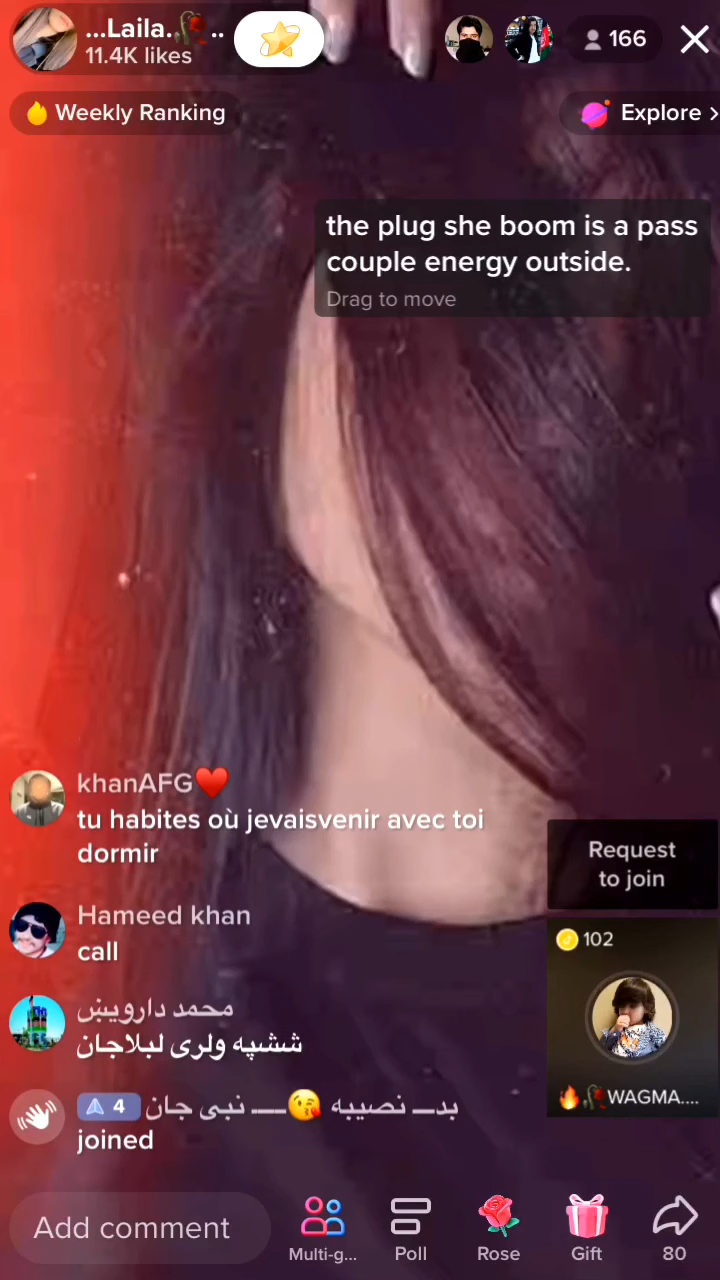 ...Laila.🥀..
11.4K likes
166
Weekly Ranking
Explore >
the plug she boom is a pass
couple energy outside.
Drag to move
khanAFG❤️
tu habites où jevaisvenir avec toi
dormir
Request
to join
Hameed khan
call
102
محمد درويښ
ششپه ولری لبلاجان
🔥🥀WAGMA....
4 بدـــ نصیبه 😘ـــــ نبی جان
joined
Add comment
Multi-g...
Poll
Rose
Gift
80